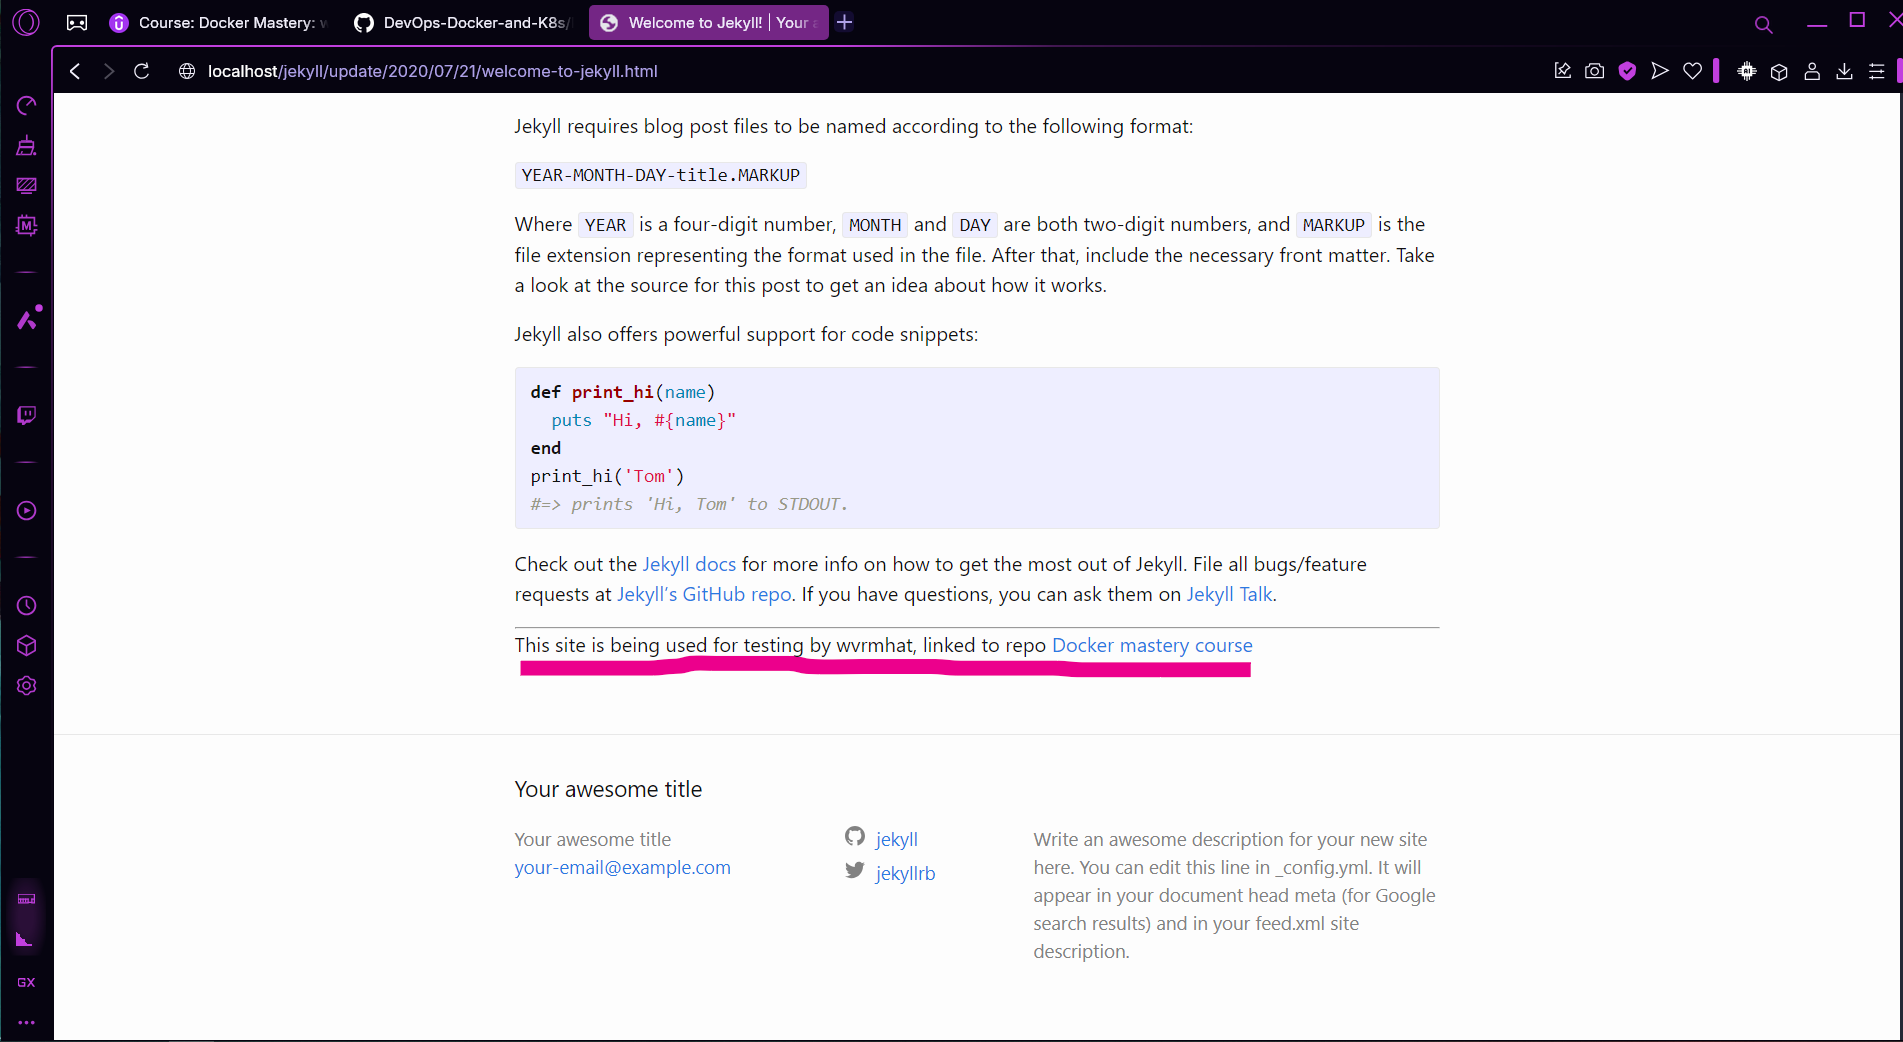 Course: Docker Mastery:
DevOps-Docker-and-K8s/
Welcome to Jekyll! | Your
localhost/jekyll/update/2020/07/21/welcome-to-jekyll.html
Jekyll requires blog post files to be named according to the following format:
YEAR-MONTH-DAY-title.MARKUP
Where YEAR is a four-digit number, MONTH and DAY are both two-digit numbers, and MARKUP is the
file extension representing the format used in the file. After that, include the necessary front matter. Take
a look at the source for this post to get an idea about how it works.
Jekyll also offers powerful support for code snippets:
def print_hi(name)
  puts "Hi, #{name}"
end
print_hi('Tom')
#=> prints 'Hi, Tom' to STDOUT.
Check out the Jekyll docs for more info on how to get the most out of Jekyll. File all bugs/feature
requests at Jekyll’s GitHub repo. If you have questions, you can ask them on Jekyll Talk.
This site is being used for testing by wvrmhat, linked to repo Docker mastery course
Your awesome title
Your awesome title
your-email@example.com
jekyll
jekyllrb
Write an awesome description for your new site
here. You can edit this line in _config.yml. It will
appear in your document head meta (for Google
search results) and in your feed.xml site
description.
GX